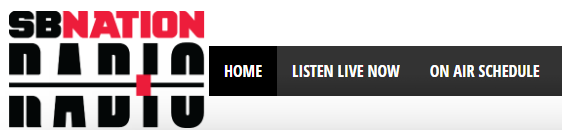 SBNATION
RADIO
HOME LISTEN LIVE NOW ON AIR SCHEDULE